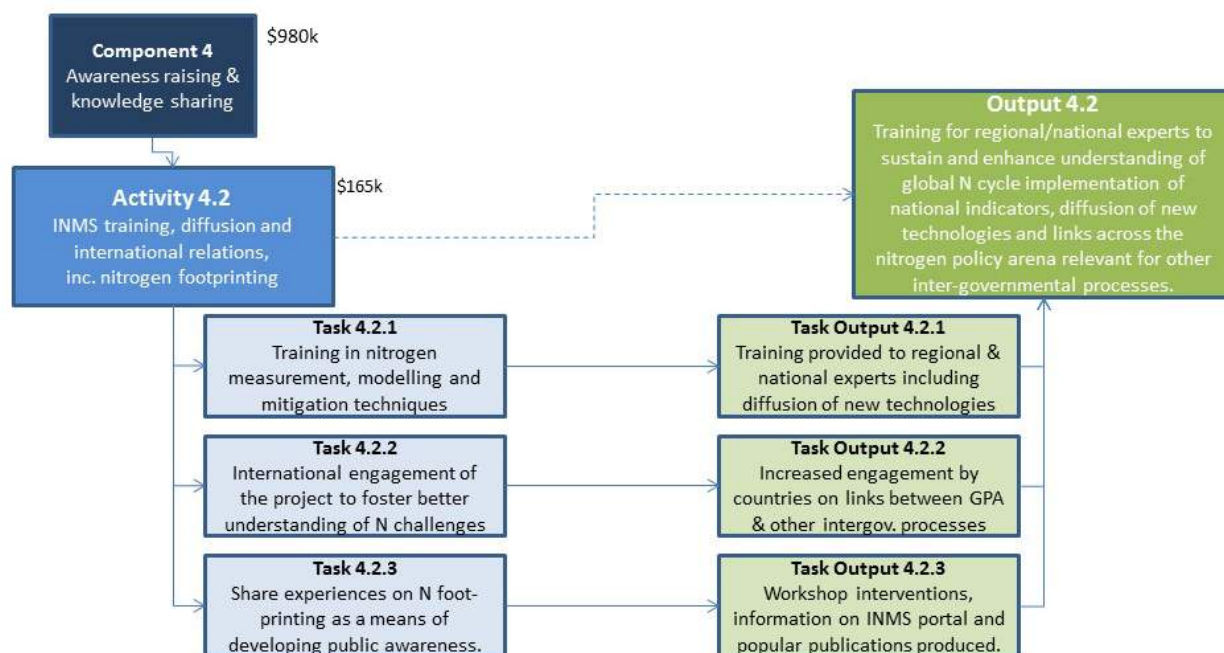 Component 4
Awareness raising &
knowledge sharing
$980k
Activity 4.2
INMS training, diffusion and
international relations,
inc. nitrogen footprinting
$165k
Output 4.2
Training for regional/national experts to
sustain and enhance understanding of
global N cycle implementation of
national indicators, diffusion of new
technologies and links across the
nitrogen policy arena relevant for other
inter-governmental processes.
Task 4.2.1
Training in nitrogen
measurement, modelling and
mitigation techniques
Task Output 4.2.1
Training provided to regional &
national experts including
diffusion of new technologies
Task 4.2.2
International engagement of
the project to foster better
understanding of N challenges
Task Output 4.2.2
Increased engagement by
countries on links between GPA
& other intergov. processes
Task 4.2.3
Share experiences on N foot-
printing as a means of
developing public awareness.
Task Output 4.2.3
Workshop interventions,
information on INMS portal and
popular publications produced.